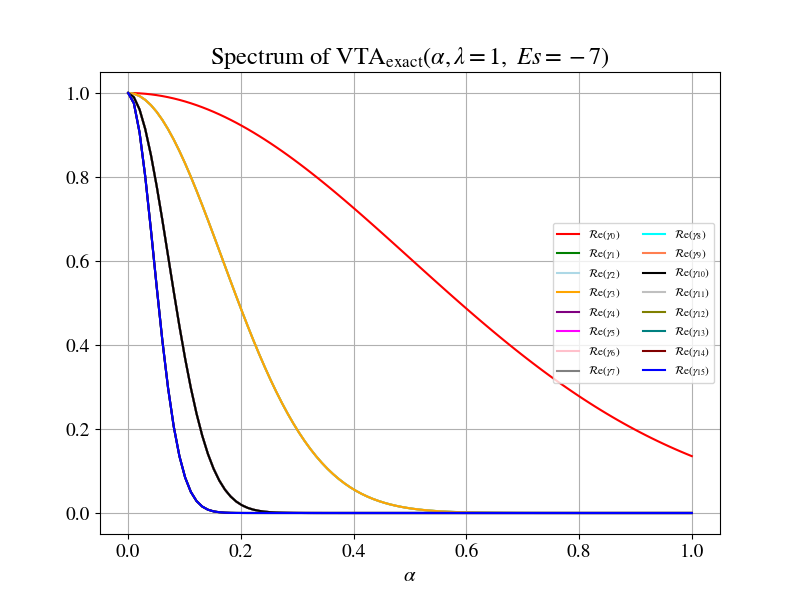 Spectrum of VTA_exact(α, λ = 1, Es = −7)
1.0
0.8
0.6
0.4
0.2
0.0
ℛe(γ₀)
ℛe(γ₁)
ℛe(γ₂)
ℛe(γ₃)
ℛe(γ₄)
ℛe(γ₅)
ℛe(γ₆)
ℛe(γ₇)
ℛe(γ₈)
ℛe(γ₉)
ℛe(γ₁₀)
ℛe(γ₁₁)
ℛe(γ₁₂)
ℛe(γ₁₃)
ℛe(γ₁₄)
ℛe(γ₁₅)
0.0 0.2 0.4 0.6 0.8 1.0
α